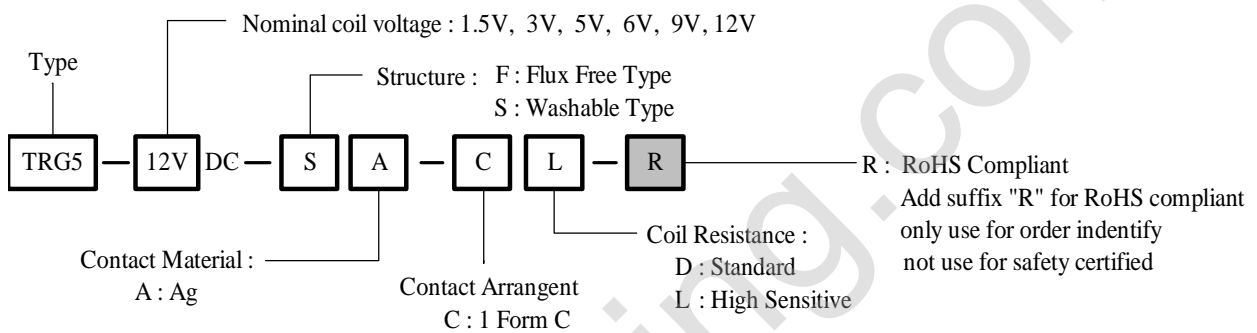 Nominal coil voltage : 1.5V, 3V, 5V, 6V, 9V, 12V
Type
Structure : F : Flux Free Type
S : Washable Type
TRG5 — 12V DC — S A — C L — R
R : RoHS Compliant
Add suffix "R" for RoHS compliant
only use for order indentify
not use for safety certified
Contact Material :
A : Ag
Contact Arrangent
C : 1 Form C
Coil Resistance :
D : Standard
L : High Sensitive
ing.com